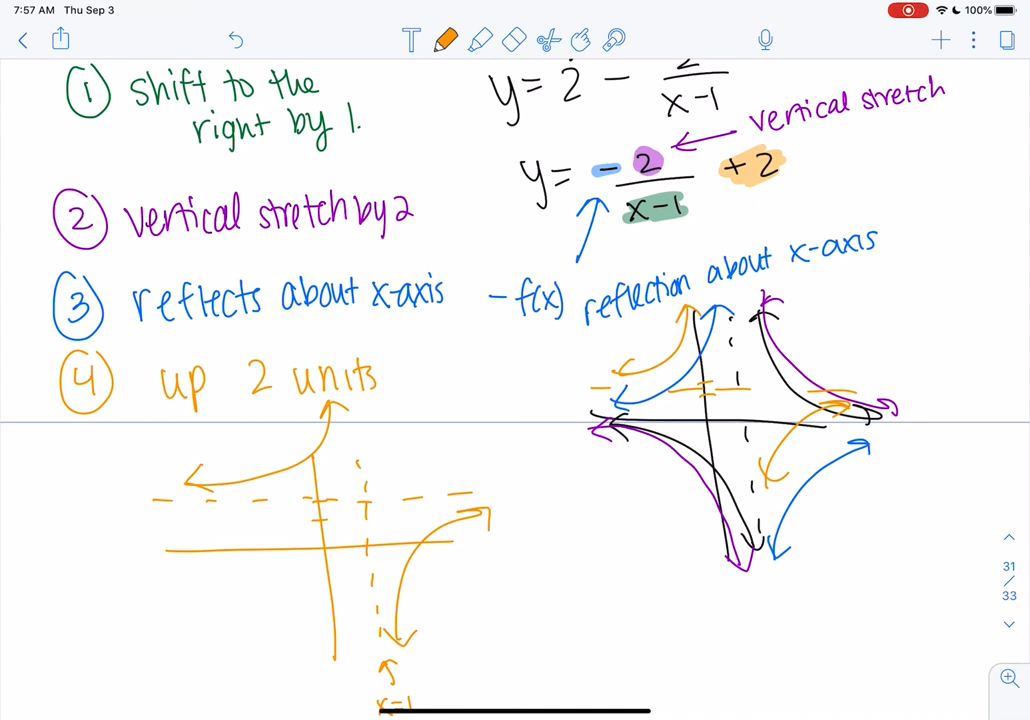 7:57 AM Thu Sep 3
100%
T
① shift to the
right by 1.
y = 2 - 2/(x-1)
vertical stretch
y = -2/(x-1) +2
② vertical stretch by 2
③ reflects about x-axis
- f(x) reflection about x-axis
④ up 2 units
x=1
31
/
33